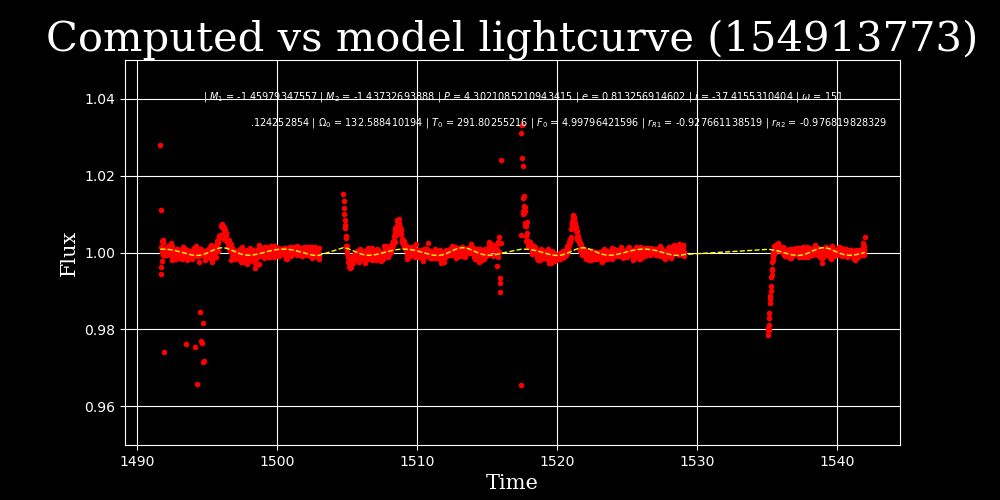 Computed vs model lightcurve (154913773)
| M₁ = -1.45979347557 | M₂ = -1.43732693888 | P = 4.3021085210943415 | e = 0.813256914602 | i = -37.4155310404 | ω = 151
.124252854 | Ω₀ = 132.588410194 | T₀ = 291.80255216 | F₀ = 4.99796421596 | r_R1 = -0.927661138519 | r_R2 = -0.976819828329
1.04
1.02
1.00
0.98
0.96
Flux
1490 1500 1510 1520 1530 1540
Time